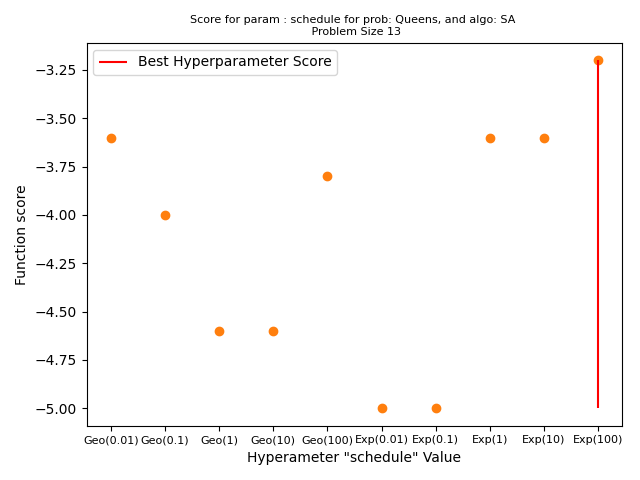 Score for param : schedule for prob: Queens, and algo: SA
Problem Size 13
Best Hyperparameter Score
Function score
−3.25
−3.50
−3.75
−4.00
−4.25
−4.50
−4.75
−5.00
Geo(0.01) Geo(0.1) Geo(1) Geo(10) Geo(100) Exp(0.01) Exp(0.1) Exp(1) Exp(10) Exp(100)
Hyperameter "schedule" Value